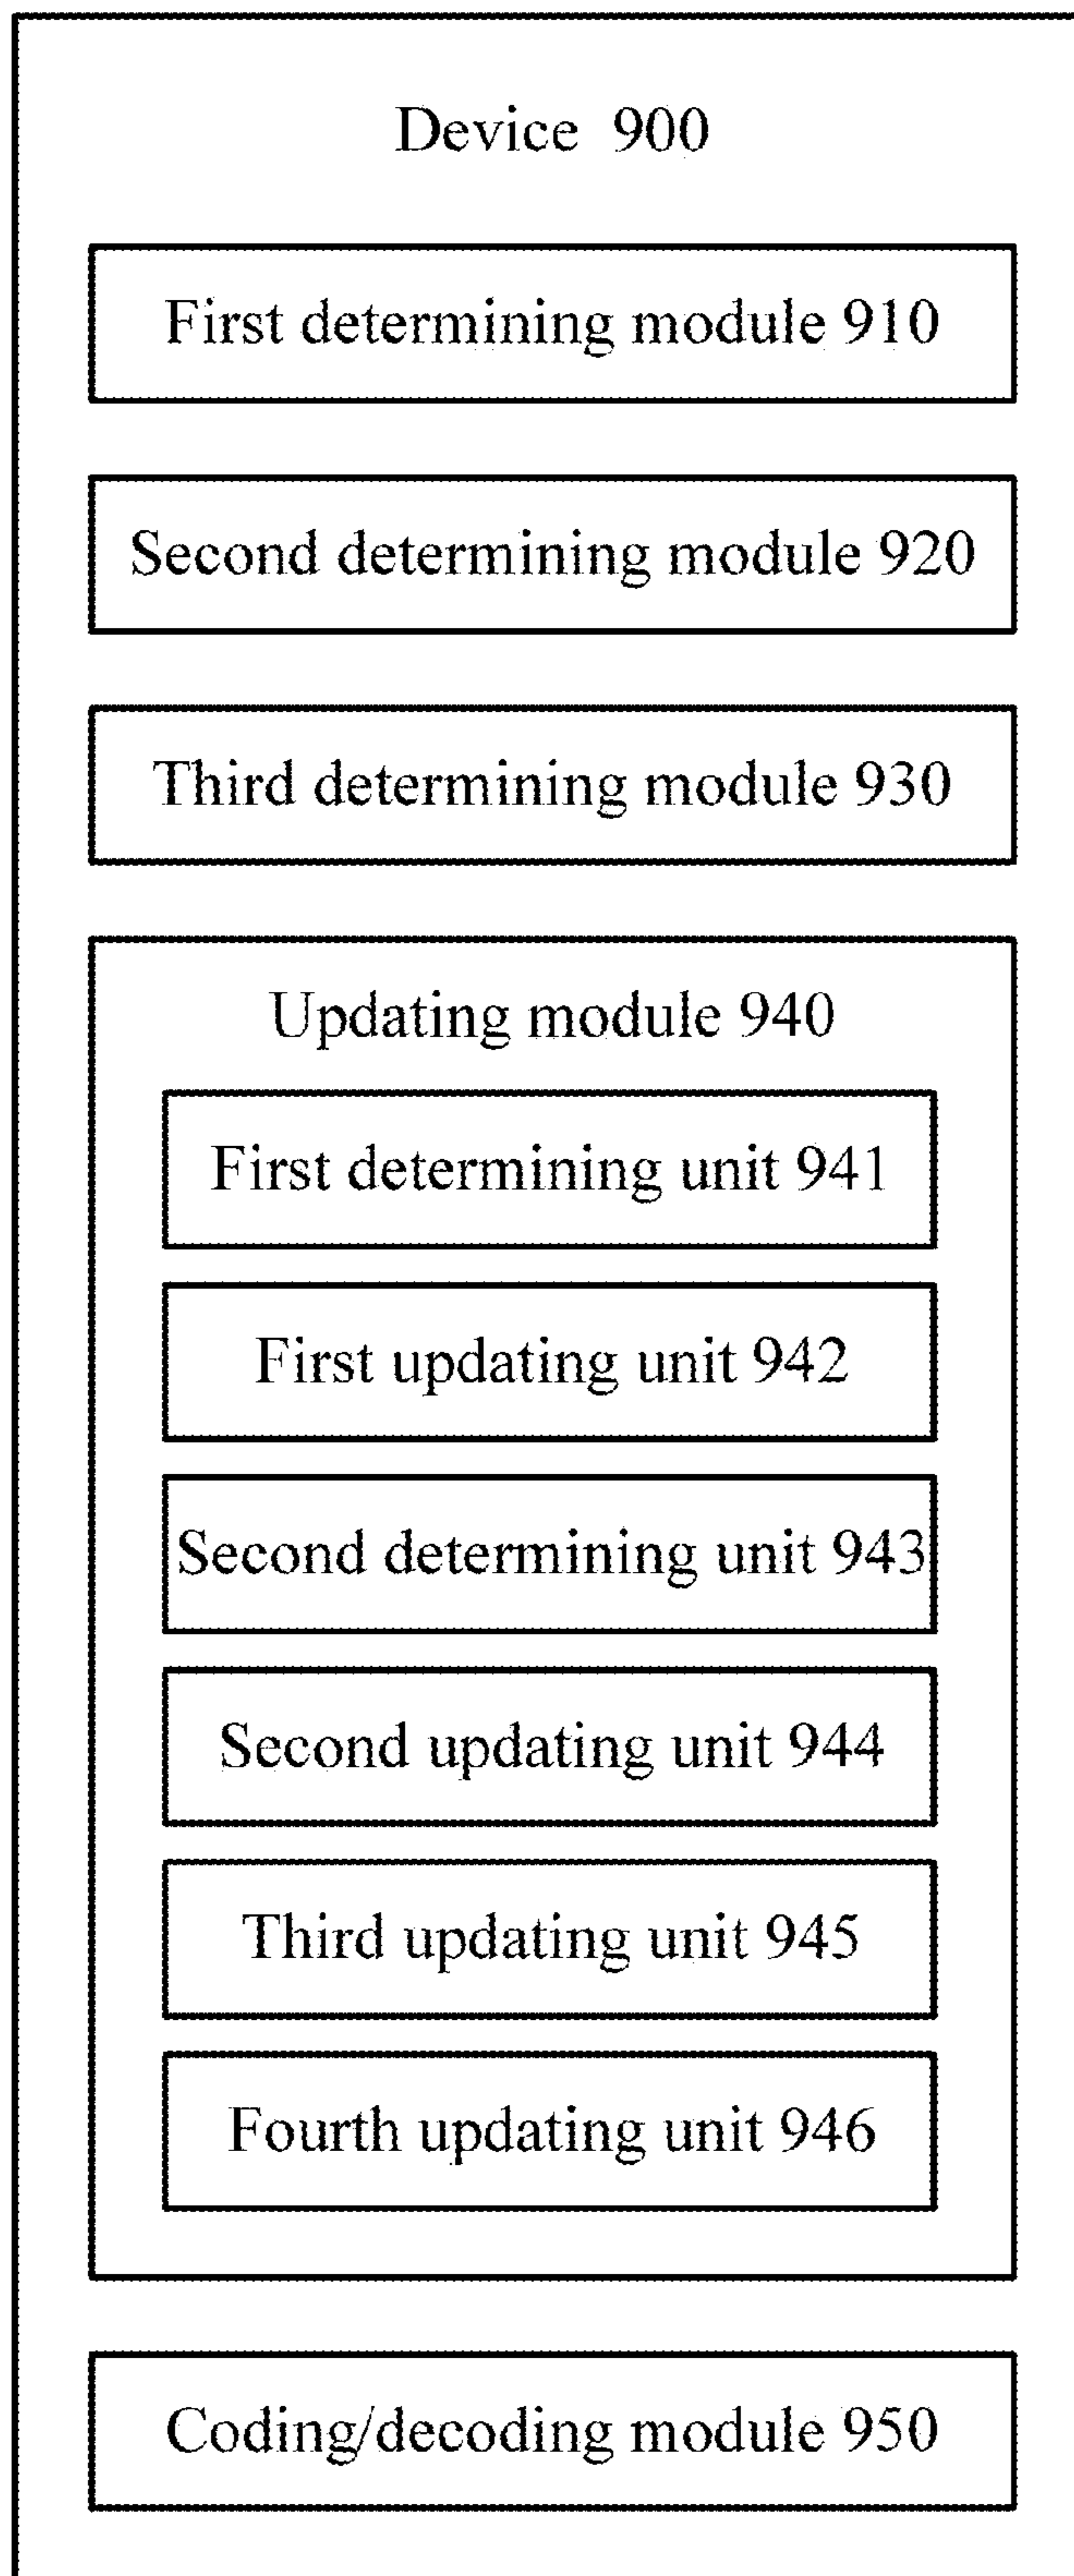 Device 900
First determining module 910
Second determining module 920
Third determining module 930
Updating module 940
First determining unit 941
First updating unit 942
Second determining unit 943
Second updating unit 944
Third updating unit 945
Fourth updating unit 946
Coding/decoding module 950